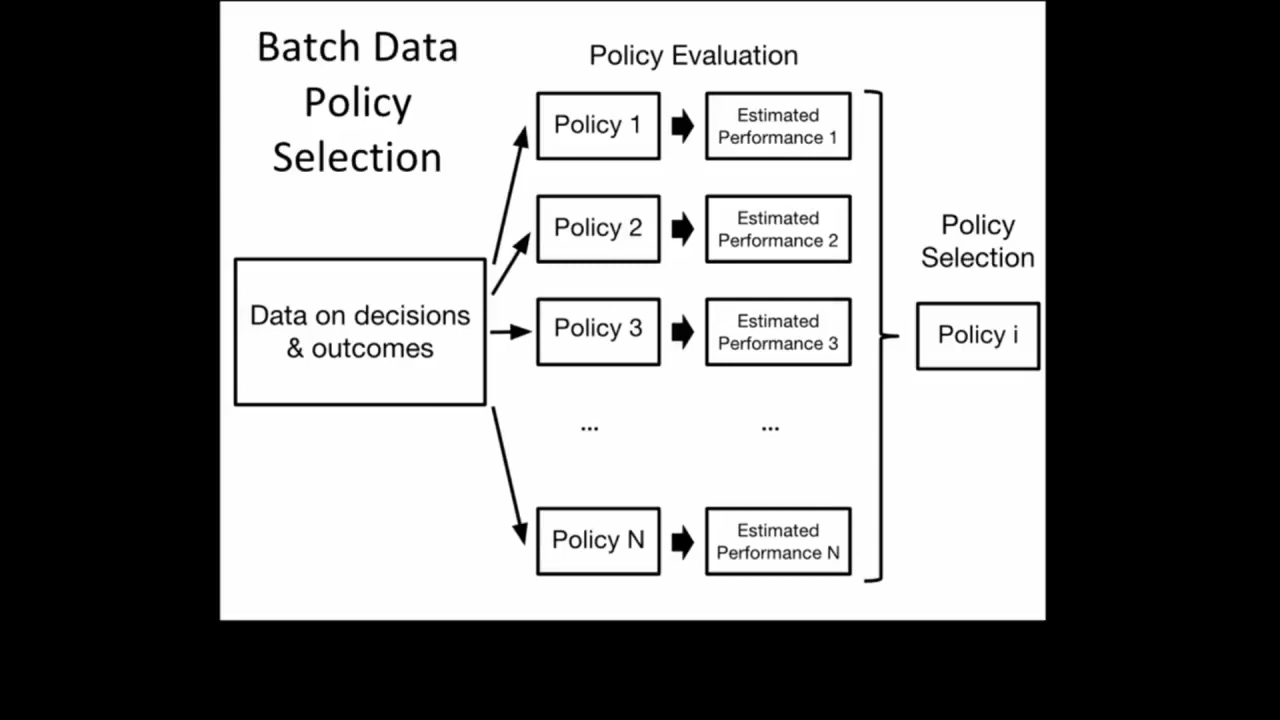 Batch Data
Policy
Selection
Policy Evaluation
Policy 1
Estimated
Performance 1
Policy 2
Estimated
Performance 2
Data on decisions
& outcomes
Policy 3
Estimated
Performance 3
...
...
Policy N
Estimated
Performance N
Policy
Selection
Policy i